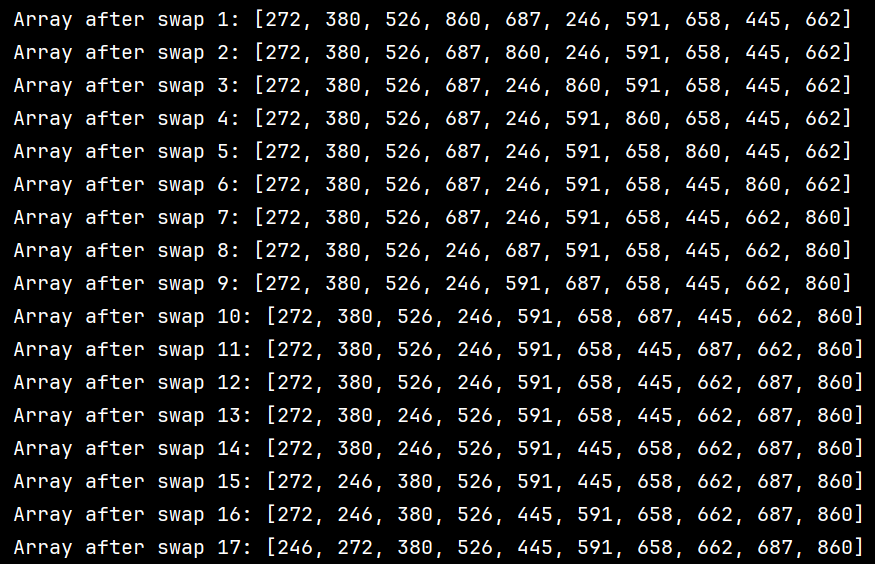 Array after swap 1: [272, 380, 526, 860, 687, 246, 591, 658, 445, 662]
Array after swap 2: [272, 380, 526, 687, 860, 246, 591, 658, 445, 662]
Array after swap 3: [272, 380, 526, 687, 246, 860, 591, 658, 445, 662]
Array after swap 4: [272, 380, 526, 687, 246, 591, 860, 658, 445, 662]
Array after swap 5: [272, 380, 526, 687, 246, 591, 658, 860, 445, 662]
Array after swap 6: [272, 380, 526, 687, 246, 591, 658, 445, 860, 662]
Array after swap 7: [272, 380, 526, 687, 246, 591, 658, 445, 662, 860]
Array after swap 8: [272, 380, 526, 246, 687, 591, 658, 445, 662, 860]
Array after swap 9: [272, 380, 526, 246, 591, 687, 658, 445, 662, 860]
Array after swap 10: [272, 380, 526, 246, 591, 658, 687, 445, 662, 860]
Array after swap 11: [272, 380, 526, 246, 591, 658, 445, 687, 662, 860]
Array after swap 12: [272, 380, 526, 246, 591, 658, 445, 662, 687, 860]
Array after swap 13: [272, 380, 246, 526, 591, 658, 445, 662, 687, 860]
Array after swap 14: [272, 380, 246, 526, 591, 445, 658, 662, 687, 860]
Array after swap 15: [272, 246, 380, 526, 591, 445, 658, 662, 687, 860]
Array after swap 16: [272, 246, 380, 526, 445, 591, 658, 662, 687, 860]
Array after swap 17: [246, 272, 380, 526, 445, 591, 658, 662, 687, 860]